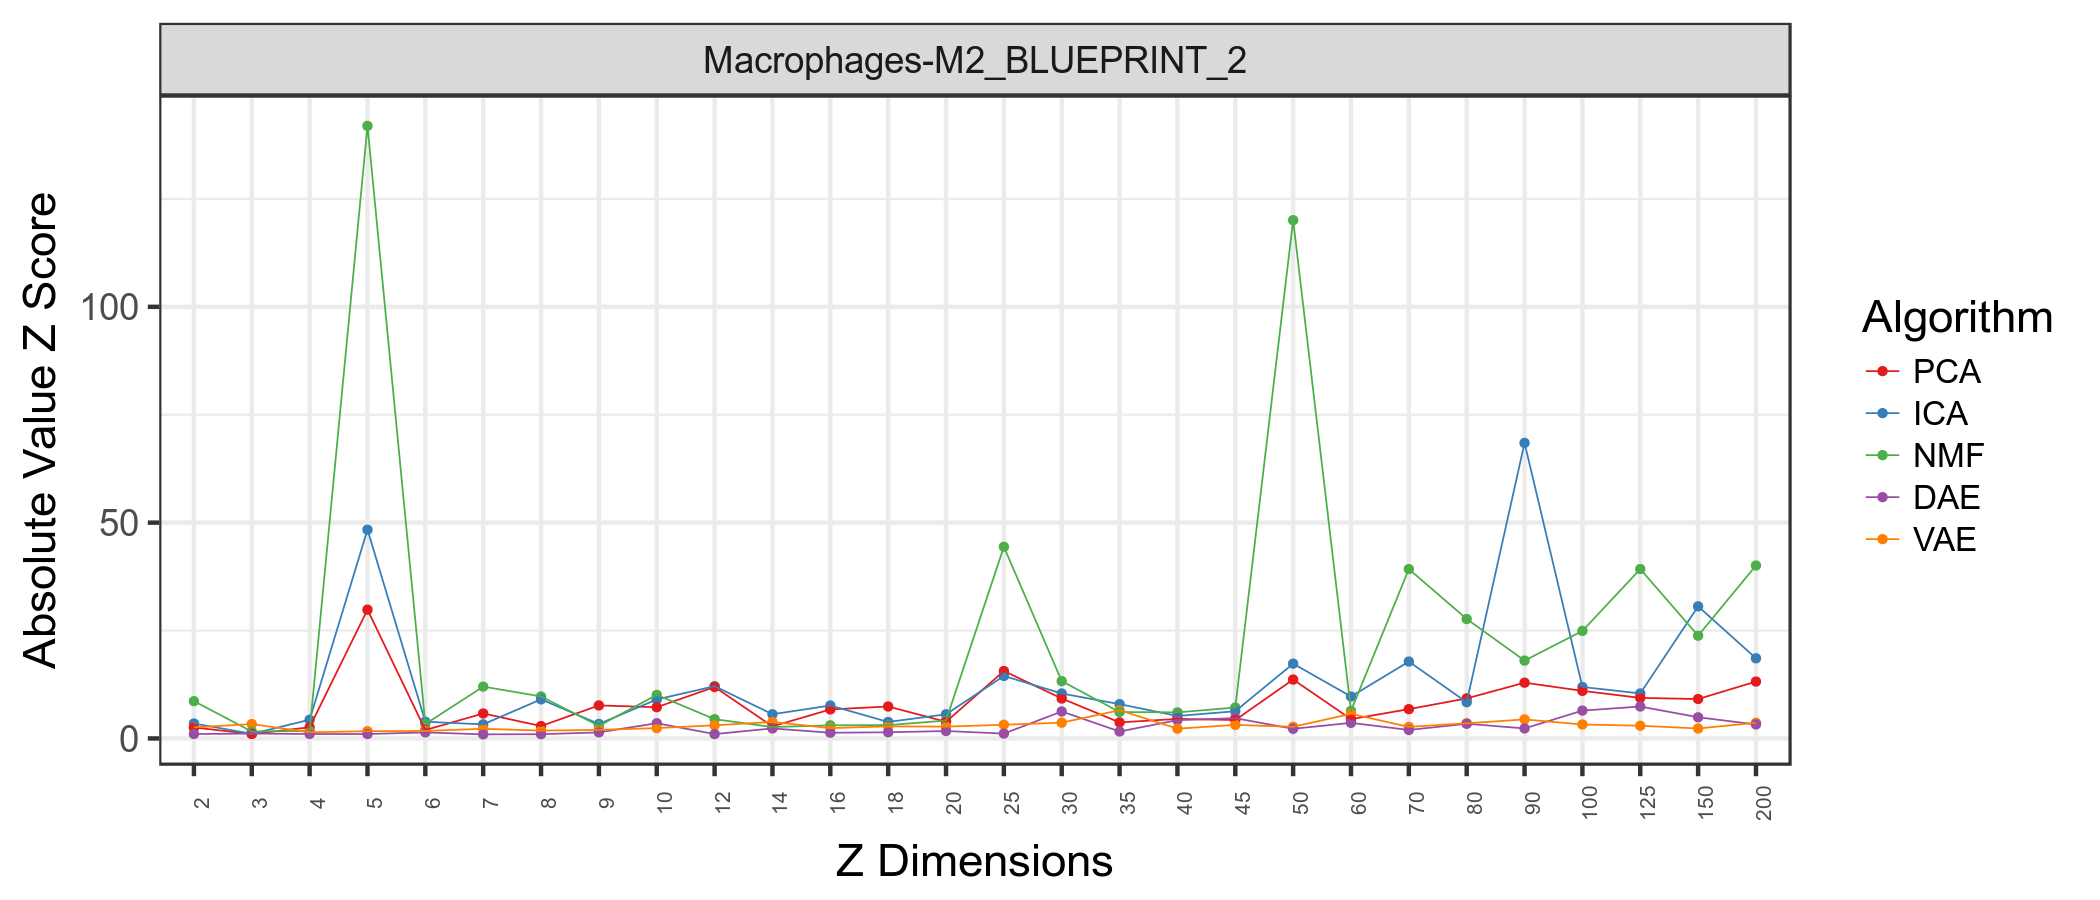 Macrophages-M2_BLUEPRINT_2
Absolute Value Z Score
100
50
0
2 3 4 5 6 7 8 9 10 12 14 16 18 20 25 30 35 40 45 50 60 70 80 90 100 125 150 200
Z Dimensions
Algorithm
PCA
ICA
NMF
DAE
VAE